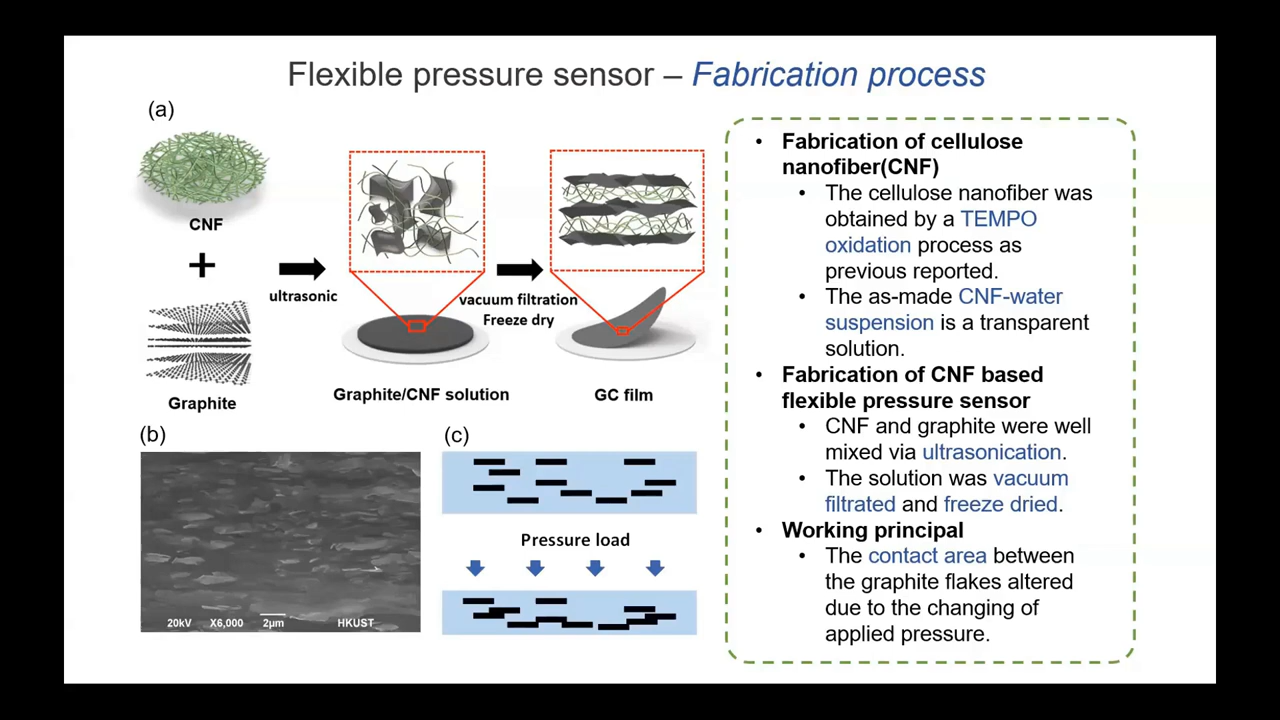 Flexible pressure sensor – Fabrication process
(a)
CNF
+
Graphite
ultrasonic
Graphite/CNF solution
vacuum filtration
Freeze dry
GC film
(b)
20kV X6,000 2μm HKUST
(c)
Pressure load
• Fabrication of cellulose
nanofiber(CNF)
• The cellulose nanofiber was
obtained by a TEMPO
oxidation process as
previous reported.
• The as-made CNF-water
suspension is a transparent
solution.
• Fabrication of CNF based
flexible pressure sensor
• CNF and graphite were well
mixed via ultrasonication.
• The solution was vacuum
filtrated and freeze dried.
• Working principal
• The contact area between
the graphite flakes altered
due to the changing of
applied pressure.